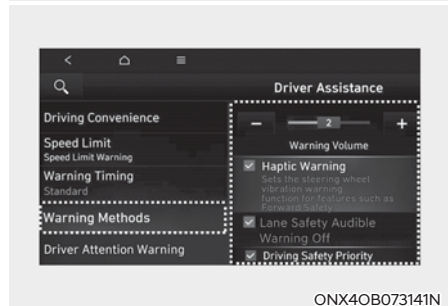 Driver Assistance
Driving Convenience
Speed Limit
Speed Limit Warning
Warning Timing
Standard
Warning Methods
Driver Attention Warning
2
Warning Volume
Haptic Warning
Sets the steering wheel
vibration warning
function for features such as
Forward Safety.
Lane Safety Audible
Warning Off
Driving Safety Priority
ONX4OB073141N